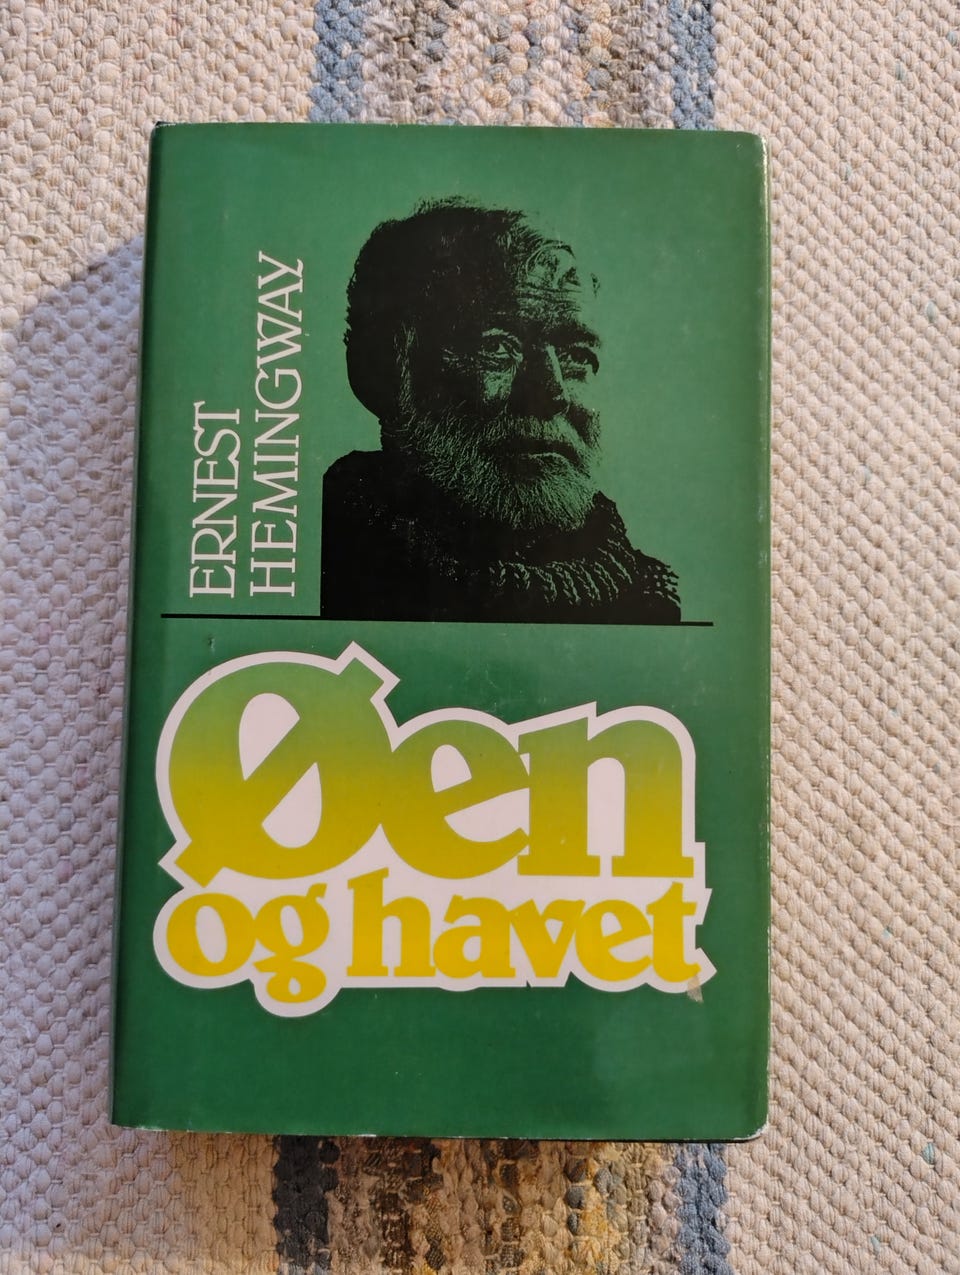 ERNEST
HEMINGWAY
Øen
og havet